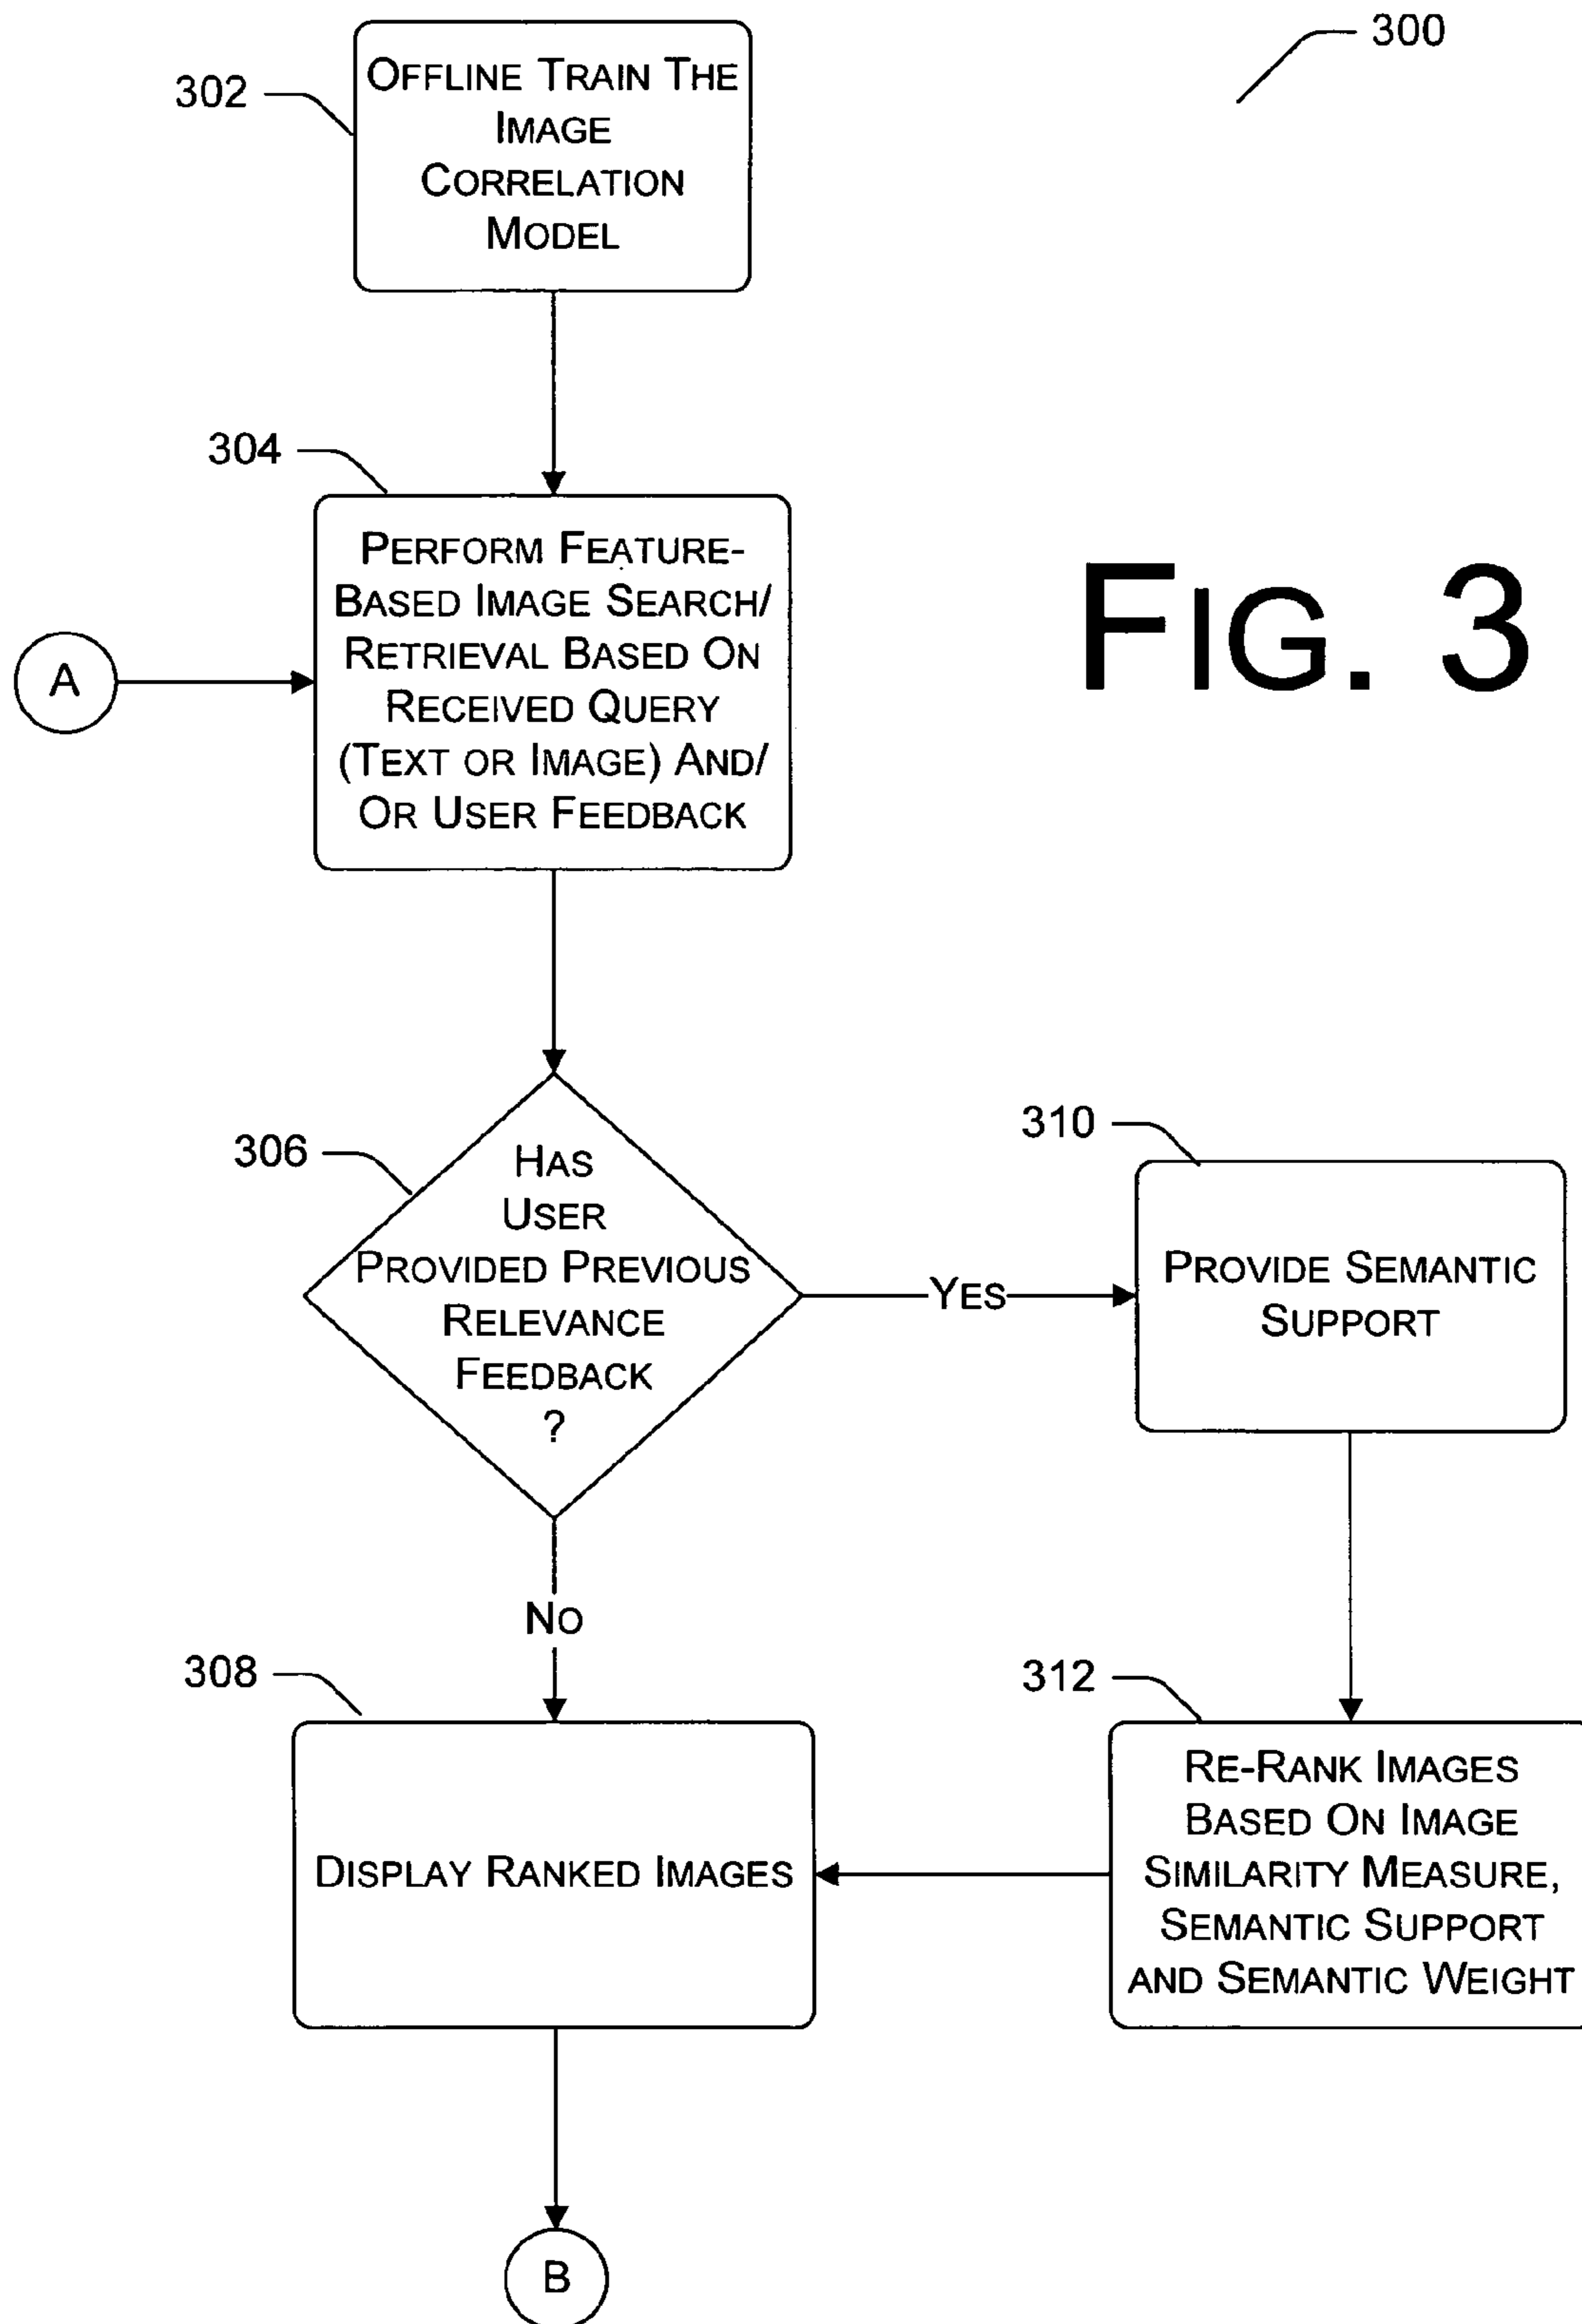 300
302
OFFLINE TRAIN THE
IMAGE
CORRELATION
MODEL
304
PERFORM FEATURE-
BASED IMAGE SEARCH/
RETRIEVAL BASED ON
RECEIVED QUERY
(TEXT OR IMAGE) AND/
OR USER FEEDBACK
A
FIG. 3
306
HAS
USER
PROVIDED PREVIOUS
RELEVANCE
FEEDBACK
?
YES
310
PROVIDE SEMANTIC
SUPPORT
NO
308
DISPLAY RANKED IMAGES
312
RE-RANK IMAGES
BASED ON IMAGE
SIMILARITY MEASURE,
SEMANTIC SUPPORT
AND SEMANTIC WEIGHT
B